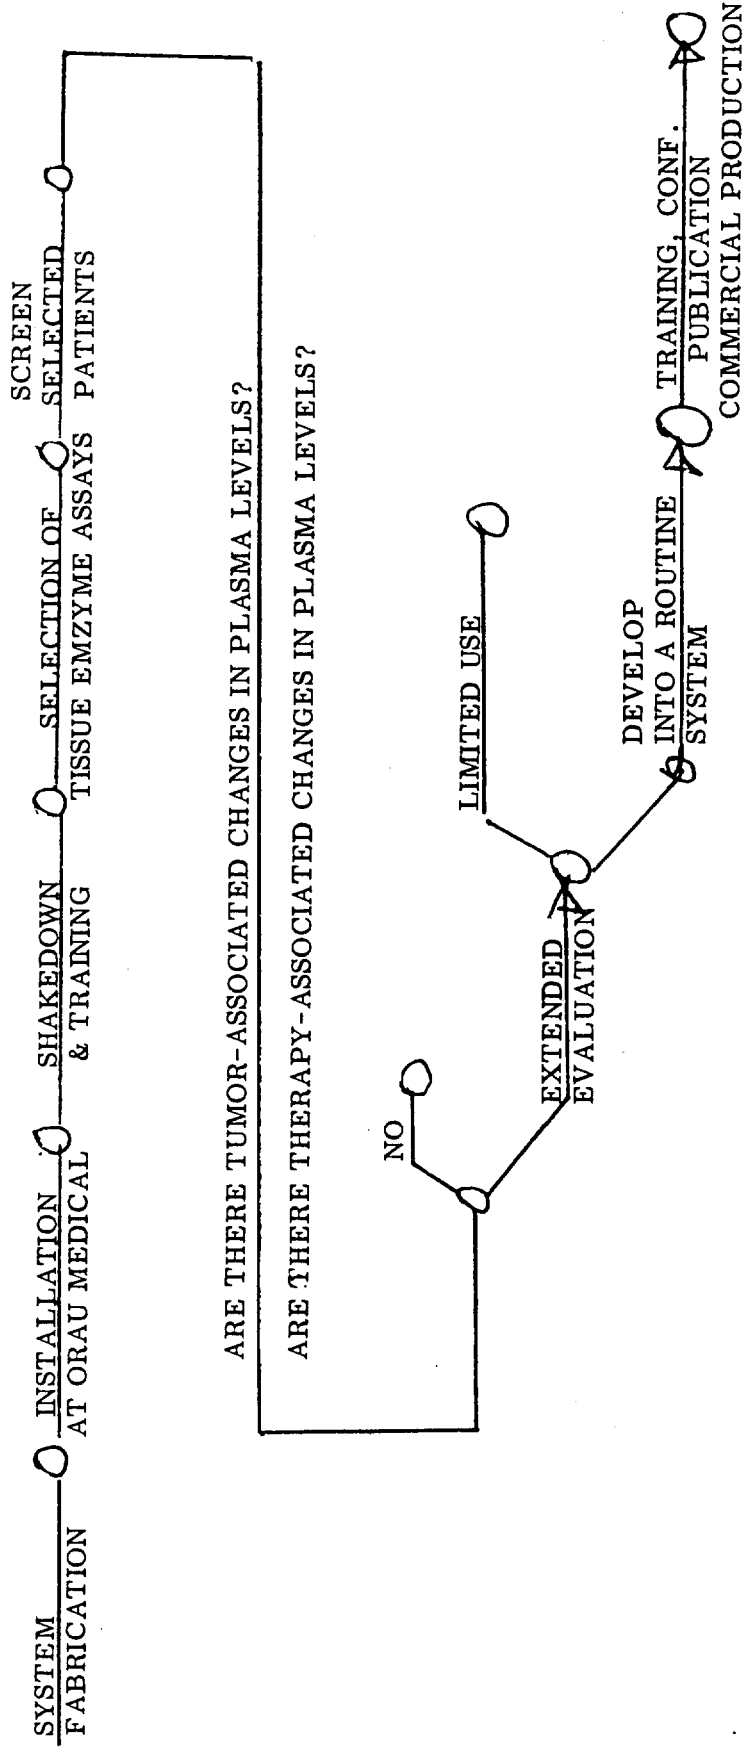 SYSTEM
FABRICATION
INSTALLATION
AT ORAU MEDICAL
SHAKEDOWN
& TRAINING
SELECTION OF
TISSUE EMZYME ASSAYS
SCREEN
SELECTED
PATIENTS
ARE THERE TUMOR-ASSOCIATED CHANGES IN PLASMA LEVELS?
ARE THERE THERAPY-ASSOCIATED CHANGES IN PLASMA LEVELS?
NO
EXTENDED
EVALUATION
LIMITED USE
DEVELOP
INTO A ROUTINE
SYSTEM
TRAINING, CONF.
PUBLICATION
COMMERCIAL PRODUCTION